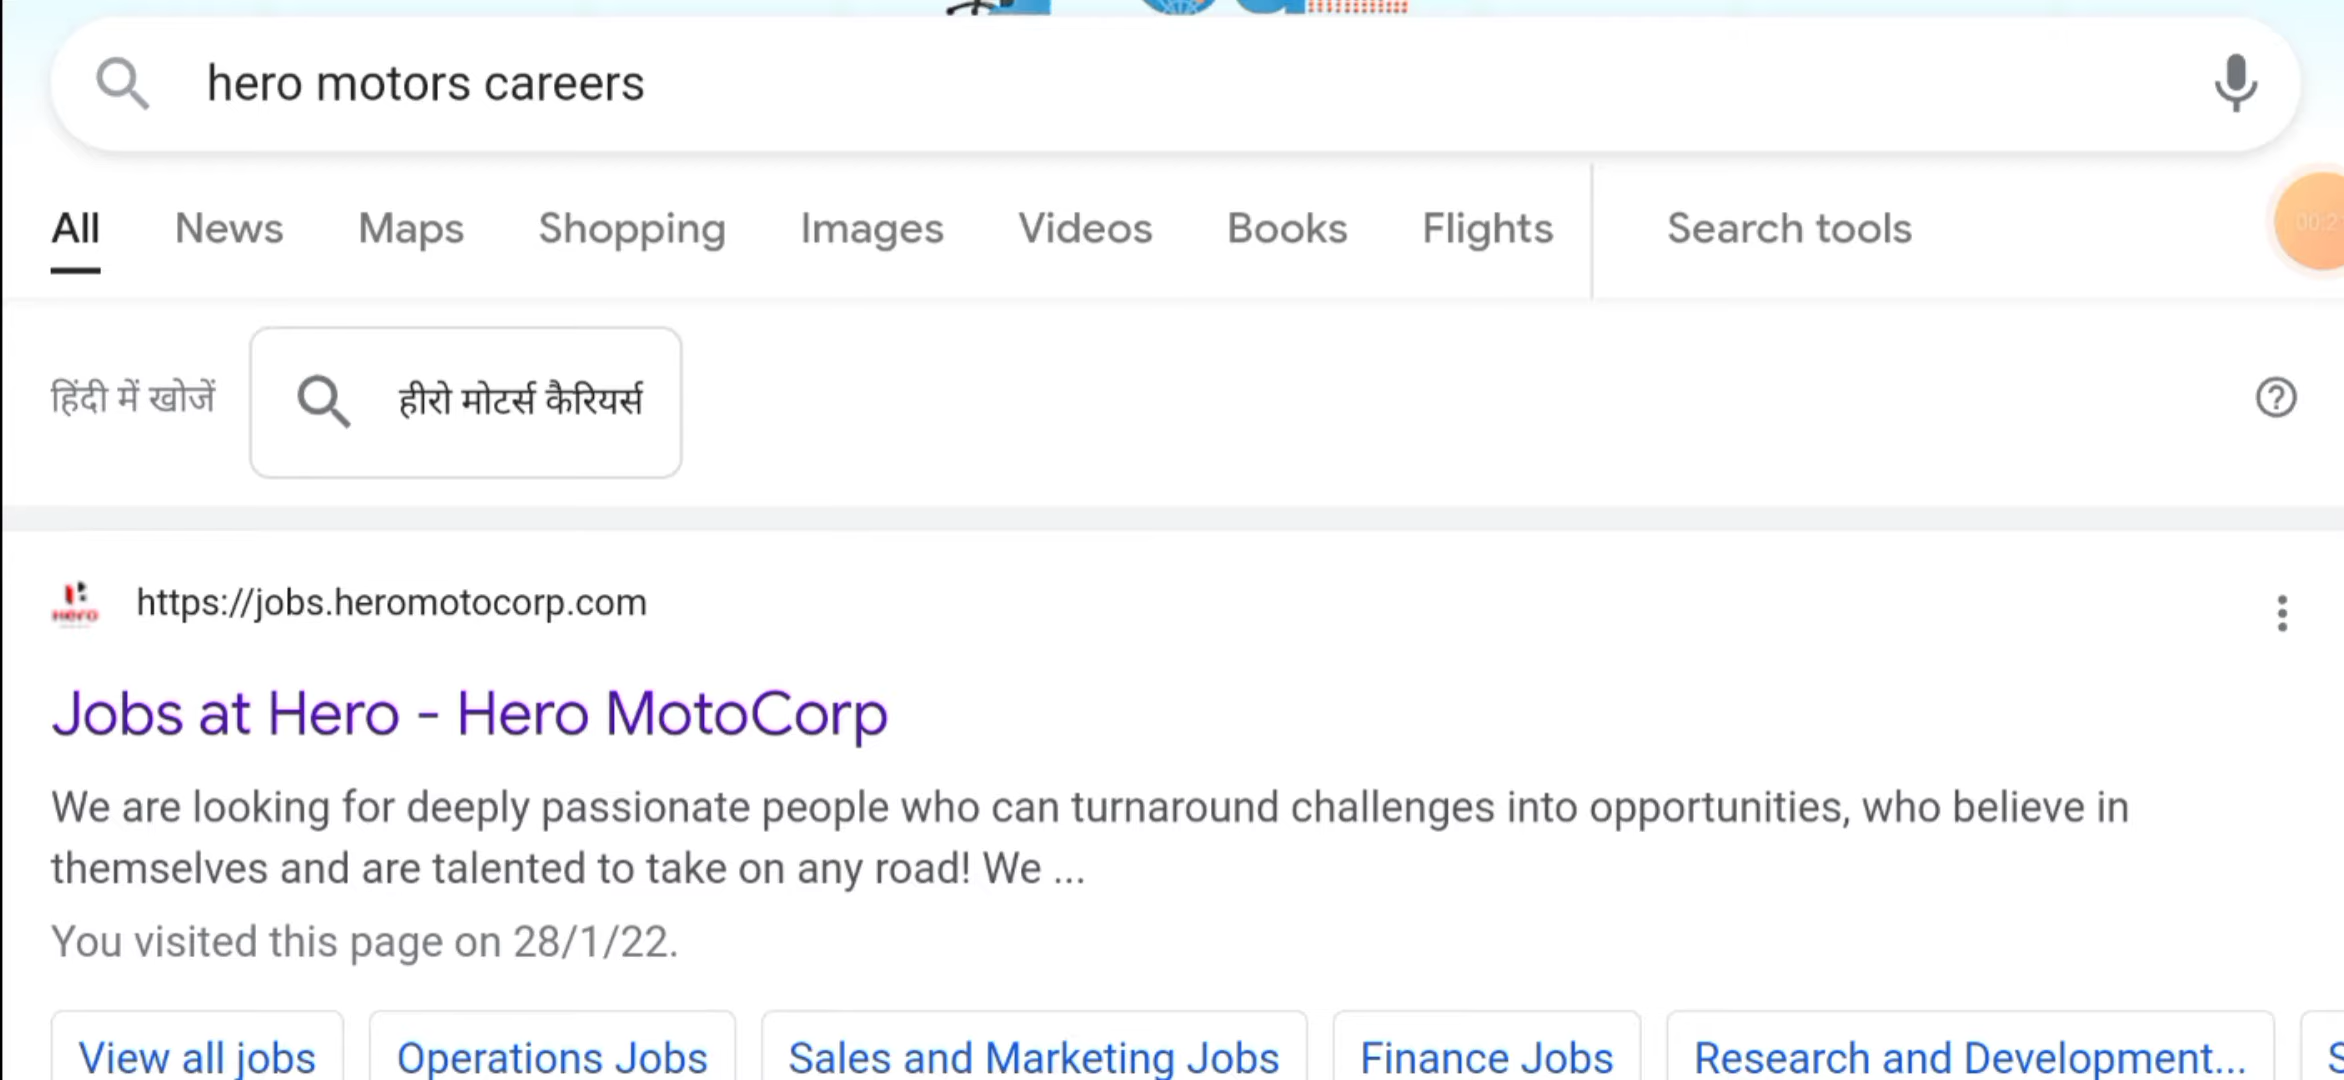 hero motors careers
All News Maps Shopping Images Videos Books Flights Search tools
हिंदी में खोजें हीरो मोटर्स कैरियर्स
Hero
https://jobs.heromotocorp.com
Jobs at Hero - Hero MotoCorp
We are looking for deeply passionate people who can turnaround challenges into opportunities, who believe in
themselves and are talented to take on any road! We ...
You visited this page on 28/1/22.
View all jobs Operations Jobs Sales and Marketing Jobs Finance Jobs Research and Development...